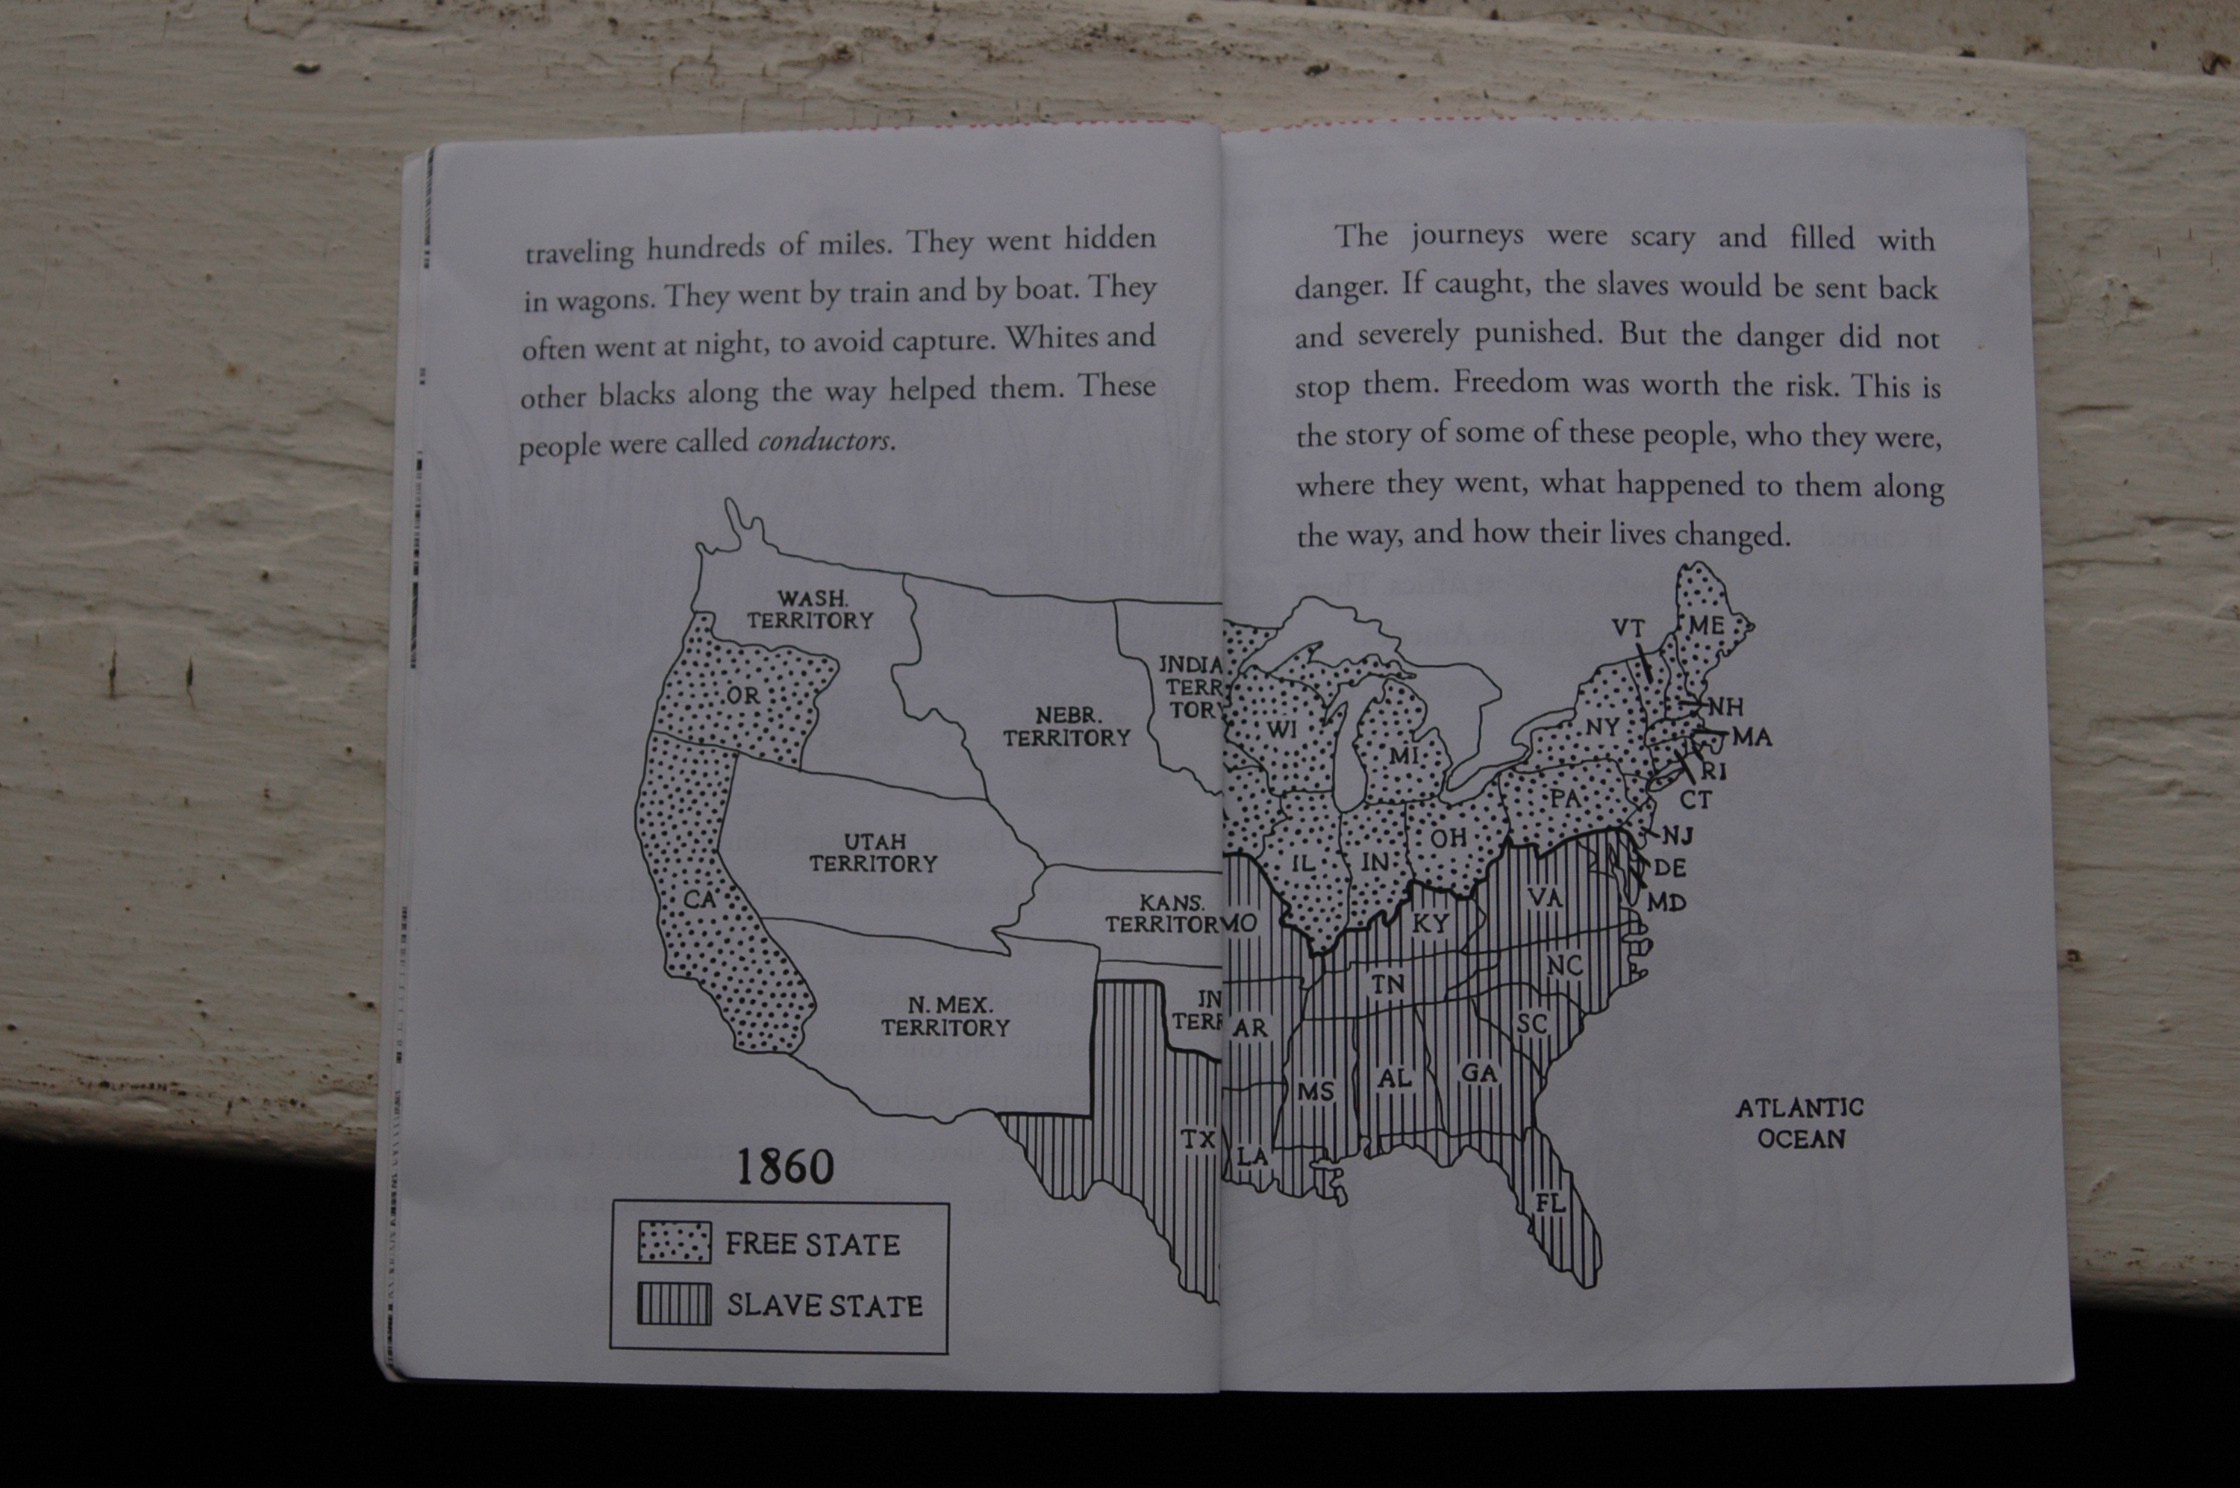 traveling hundreds of miles. They went hidden
in wagons. They went by train and by boat. They
often went at night, to avoid capture. Whites and
other blacks along the way helped them. These
people were called conductors.
WASH.
TERRITORY
OR
NEBR.
TERRITORY
INDIA
TERR
TORY
UTAH
TERRITORY
CA
KANS.
TERRITOR
N. MEX.
TERRITORY
IN
TERR
TX
1860
FREE STATE
SLAVE STATE
The journeys were scary and filled with
danger. If caught, the slaves would be sent back
and severely punished. But the danger did not
stop them. Freedom was worth the risk. This is
the story of some of these people, who they were,
where they went, what happened to them along
the way, and how their lives changed.
VT
ME
WI
MI
NY
NH
MA
RI
CT
PA
NJ
OH
IL
IN
DE
MD
VA
MO
KY
NC
TN
AR
SC
MS
AL
GA
LA
FL
ATLANTIC
OCEAN